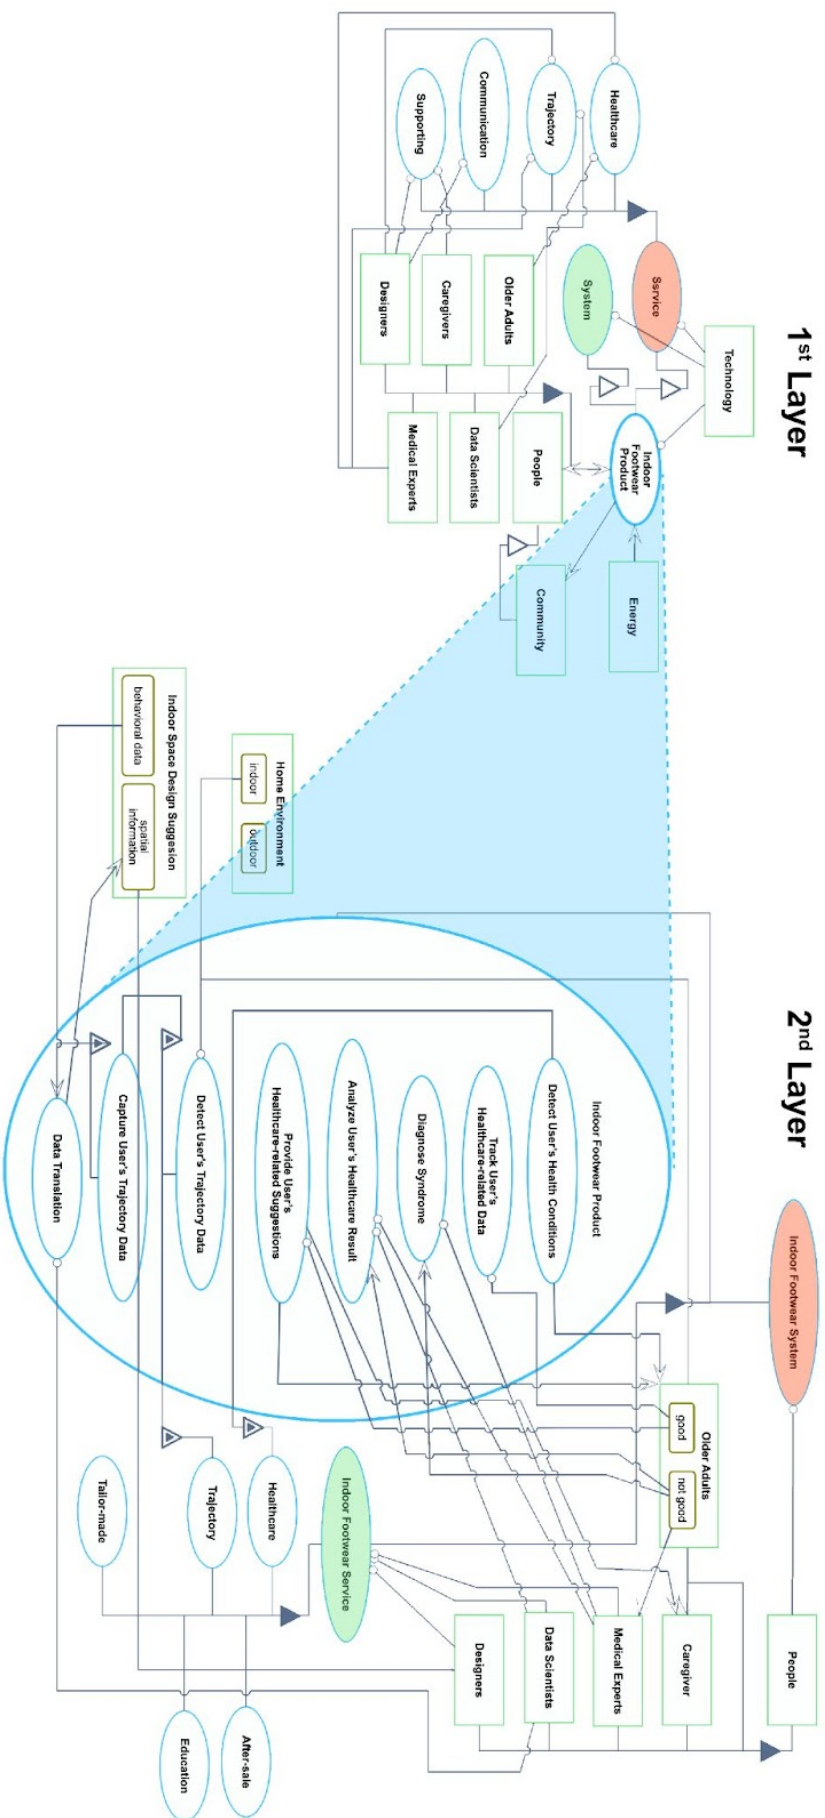 1st Layer
Technology
Ssrvice
System
Healthcare
Trajectory
Communication
Supporting
Older Adults
Caregivers
Designers
Indoor
Footwear
Product
People
Data Scientists
Medical Experts
Energy
Community
2nd Layer
Indoor Footwear System
People
Home Environment
indoor
outdoor
Indoor Space Design Suggesion
behavioral data
spatial
information
Indoor Footwear Product
Detect User's Health Conditions
Track User's
Healthcare-related Data
Diagnose Syndrome
Analyze User's Healthcare Result
Provide User's
Healthcare-related Suggestions
Detect User's Trajectory Data
Capture User's Trajectory Data
Data Translation
Older Adults
good
not good
Caregiver
Medical Experts
Data Scientists
Designers
Indoor Footwear Service
Healthcare
Trajectory
Tailor-made
After-sale
Education